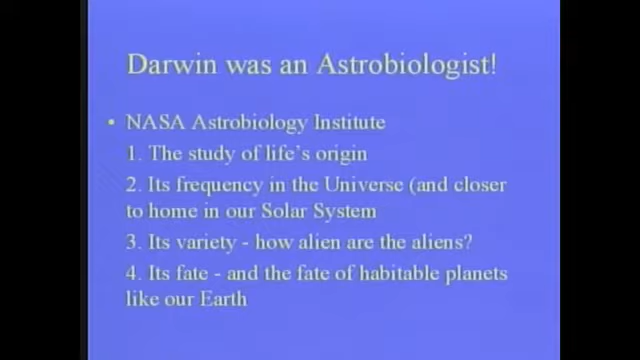 Darwin was an Astrobiologist!
• NASA Astrobiology Institute
1. The study of life's origin
2. Its frequency in the Universe (and closer
to home in our Solar System
3. Its variety - how alien are the aliens?
4. Its fate - and the fate of habitable planets
like our Earth